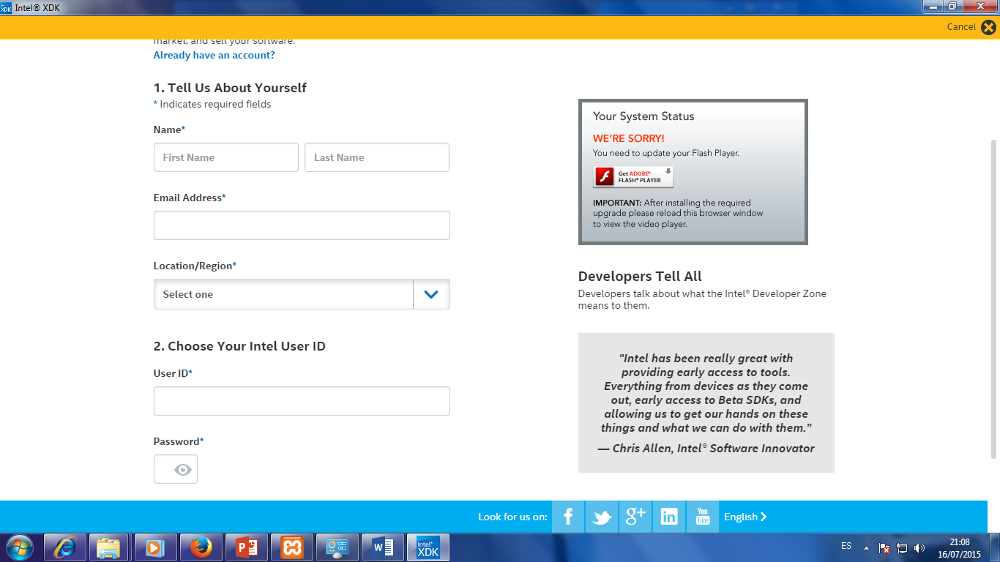 Intel® XDK
Cancel
market, and sell your software.
Already have an account?
1. Tell Us About Yourself
* Indicates required fields
Name*
First Name
Last Name
Email Address*
Location/Region*
Select one
2. Choose Your Intel User ID
User ID*
Password*
Your System Status
WE'RE SORRY!
You need to update your Flash Player.
Get ADOBE®
FLASH® PLAYER
IMPORTANT: After installing the required
upgrade please reload this browser window
to view the video player.
Developers Tell All
Developers talk about what the Intel® Developer Zone
means to them.
"Intel has been really great with
providing early access to tools.
Everything from devices as they come
out, early access to Beta SDKs, and
allowing us to get our hands on these
things and what we can do with them."
— Chris Allen, Intel® Software Innovator
Look for us on:
You
Tube
English
intel
XDK
ES
21:08
16/07/2015